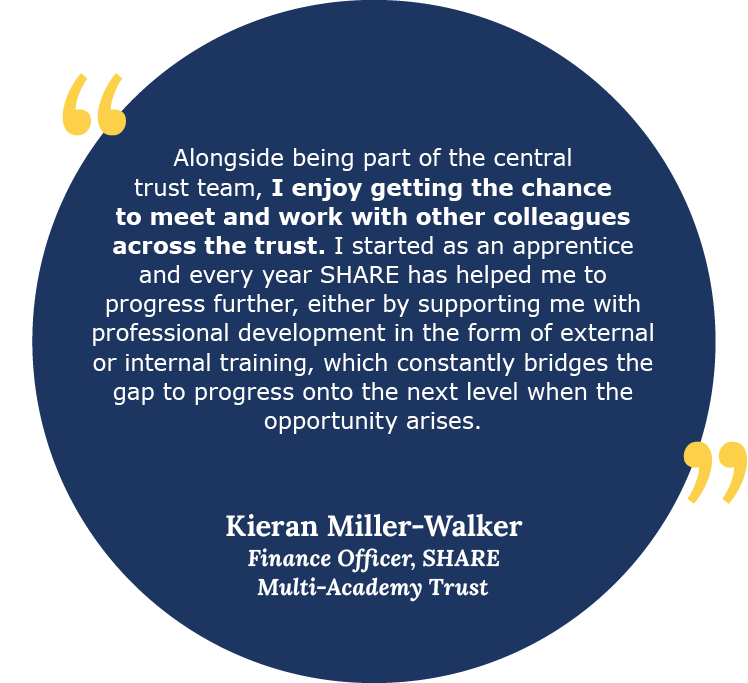 “
Alongside being part of the central
trust team, I enjoy getting the chance
to meet and work with other colleagues
across the trust. I started as an apprentice
and every year SHARE has helped me to
progress further, either by supporting me with
professional development in the form of external
or internal training, which constantly bridges the
gap to progress onto the next level when the
opportunity arises.
”
Kieran Miller-Walker
Finance Officer, SHARE
Multi-Academy Trust